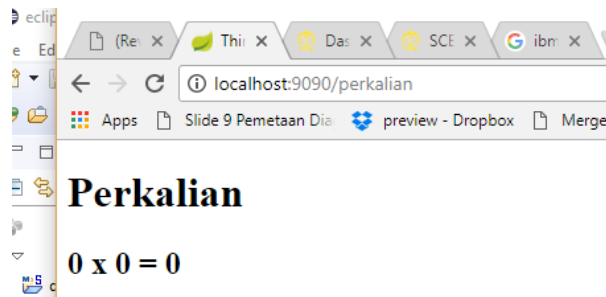 eclip
e Ed
(Re Thi Das SCE ibm
localhost:9090/perkalian
Apps Slide 9 Pemetaan Dia preview - Dropbox Merge
Perkalian
0 x 0 = 0